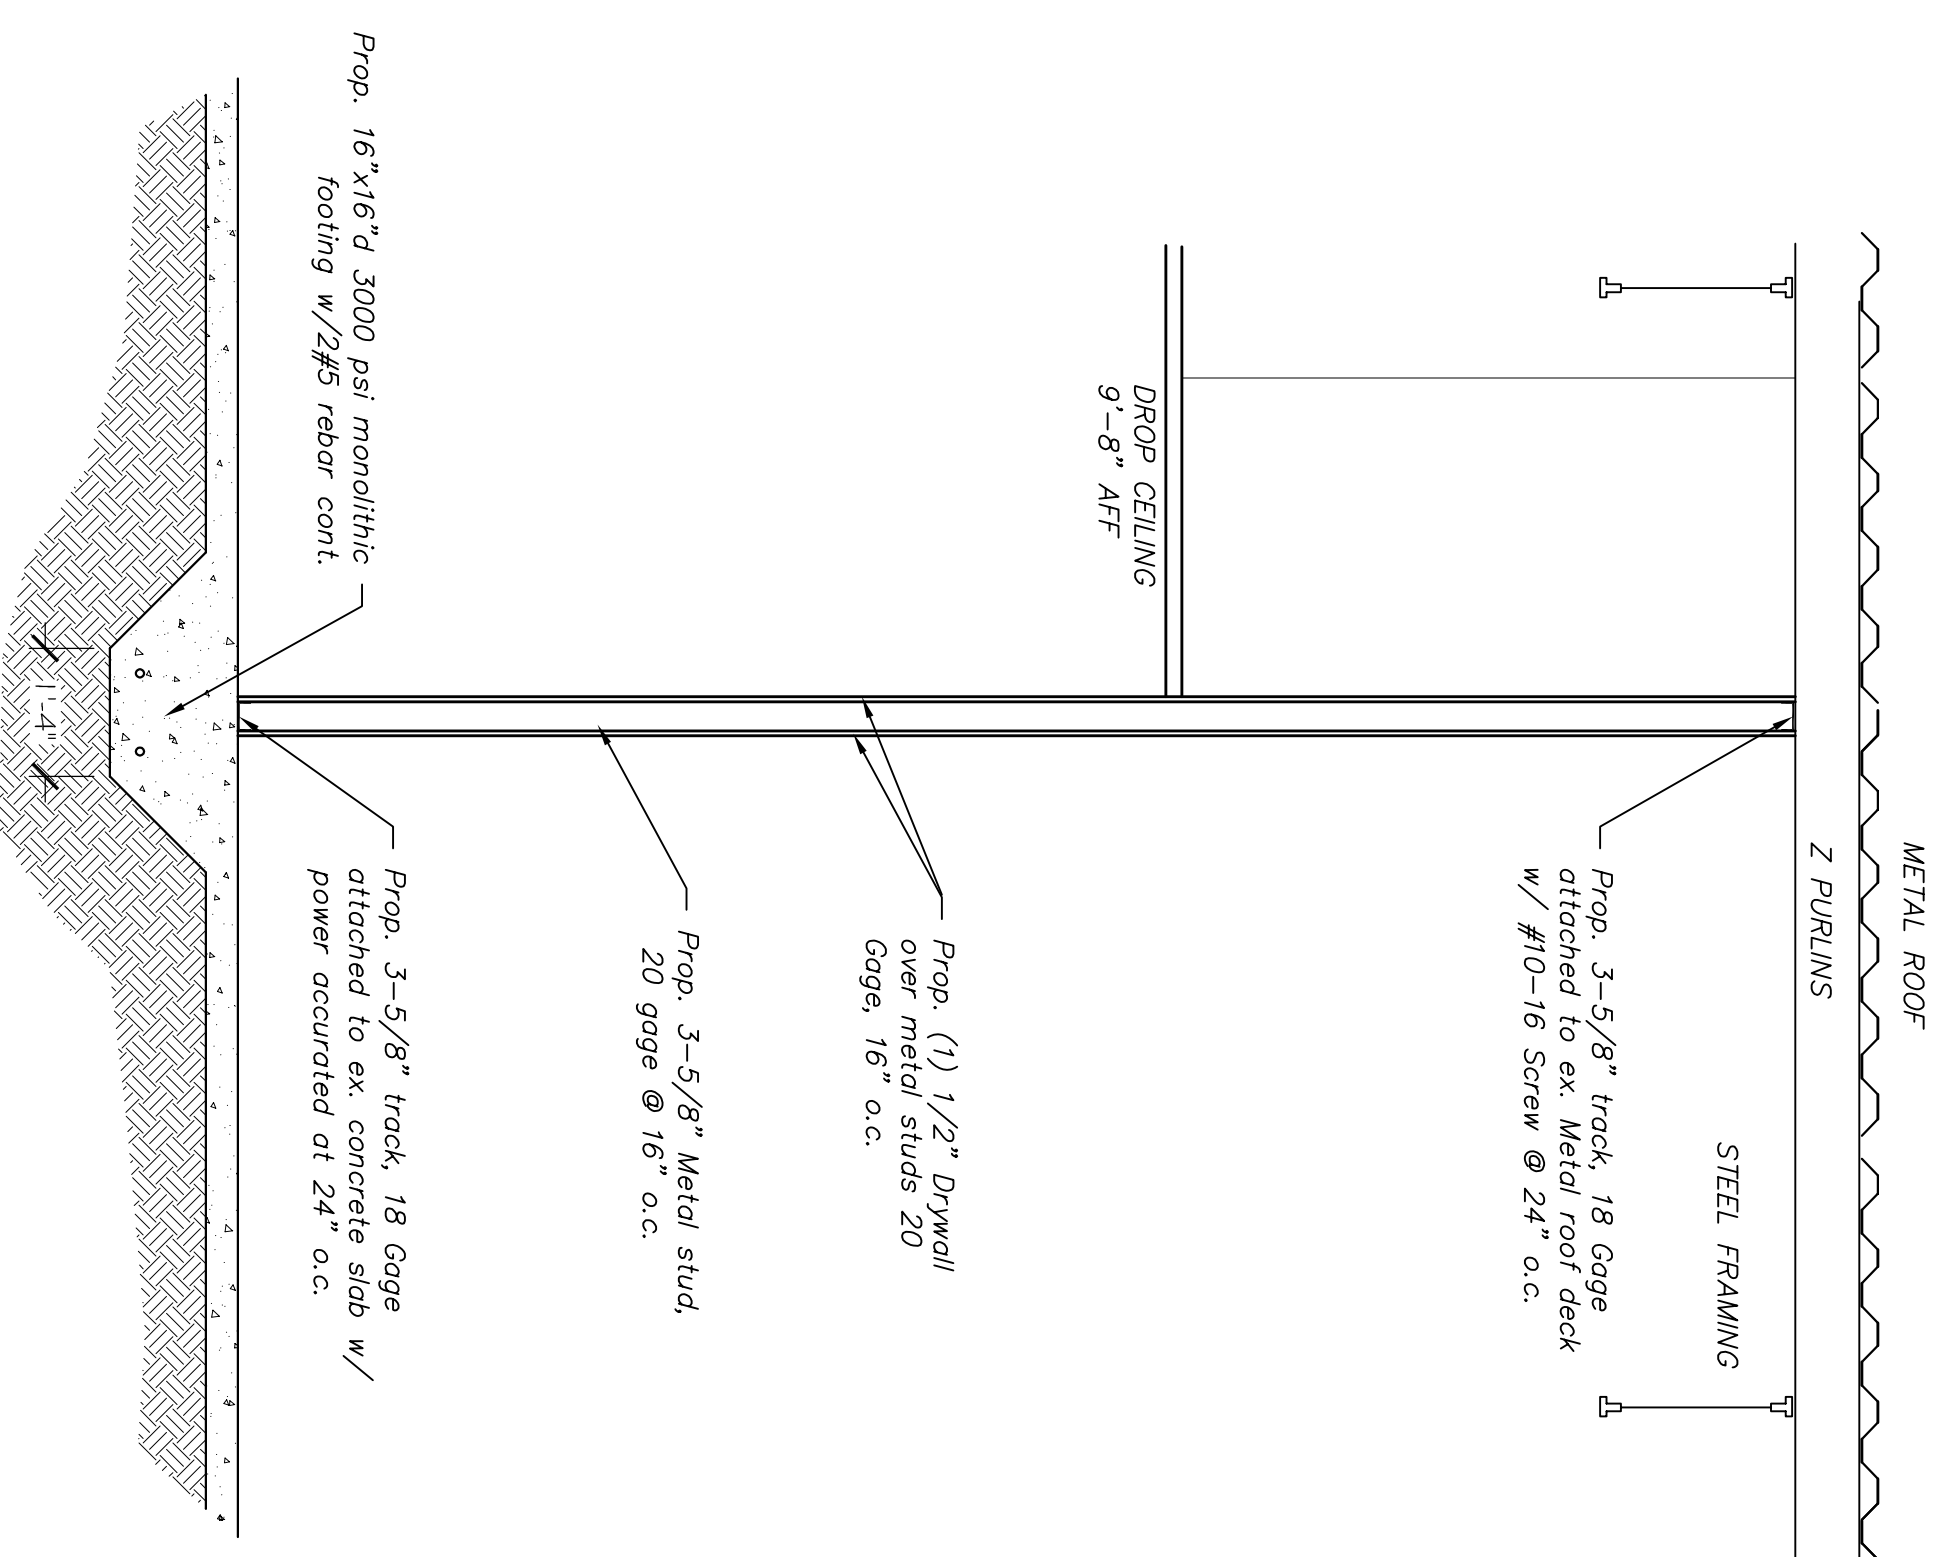 METAL ROOF
Z PURLINS
STEEL FRAMING
Prop. 3-5/8" track, 18 Gage
attached to ex. Metal roof deck
w/ #10-16 Screw @ 24" o.c.
DROP CEILING
9'-8" AFF
Prop. (1) 1/2" Drywall
over metal studs 20
Gage, 16" o.c.
Prop. 3-5/8" Metal stud,
20 gage @ 16" o.c.
Prop. 3-5/8" track, 18 Gage
attached to ex. concrete slab w/
power accurated at 24" o.c.
Prop. 16"x16"d 3000 psi monolithic
footing w/2#5 rebar cont.
1'-4"